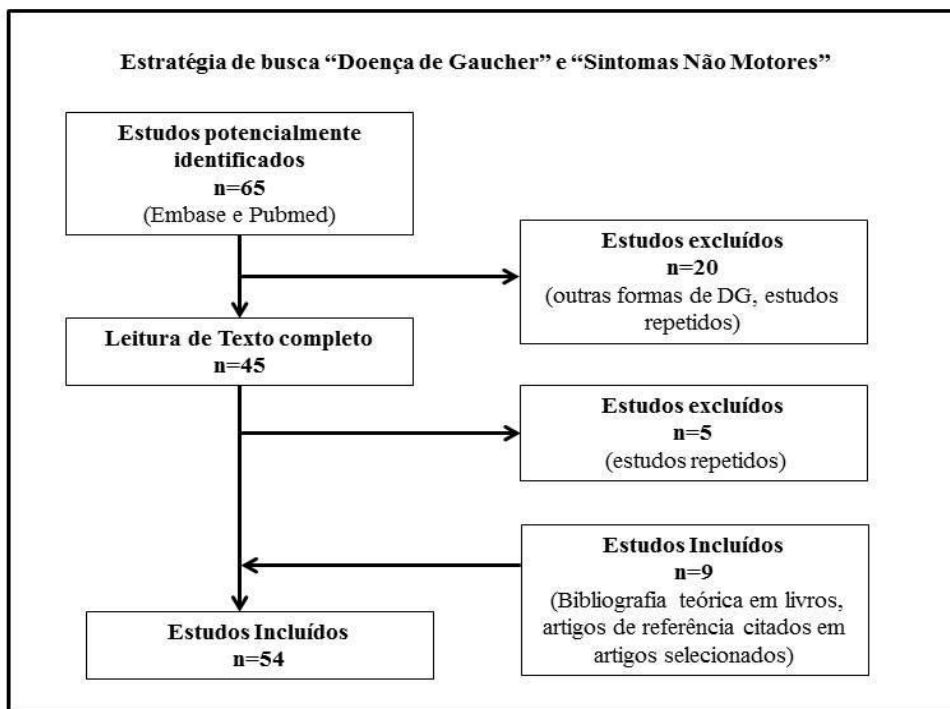 Estratégia de busca “Doença de Gaucher” e “Sintomas Não Motores”
Estudos potencialmente
identificados
n=65
(Embase e Pubmed)
Estudos excluídos
n=20
(outras formas de DG, estudos
repetidos)
Leitura de Texto completo
n=45
Estudos excluídos
n=5
(estudos repetidos)
Estudos Incluídos
n=9
(Bibliografia teórica em livros,
artigos de referência citados em
artigos selecionados)
Estudos Incluídos
n=54